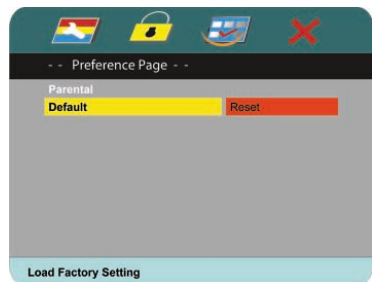 - - Preference Page - -
Parental
Default Reset
Load Factory Setting